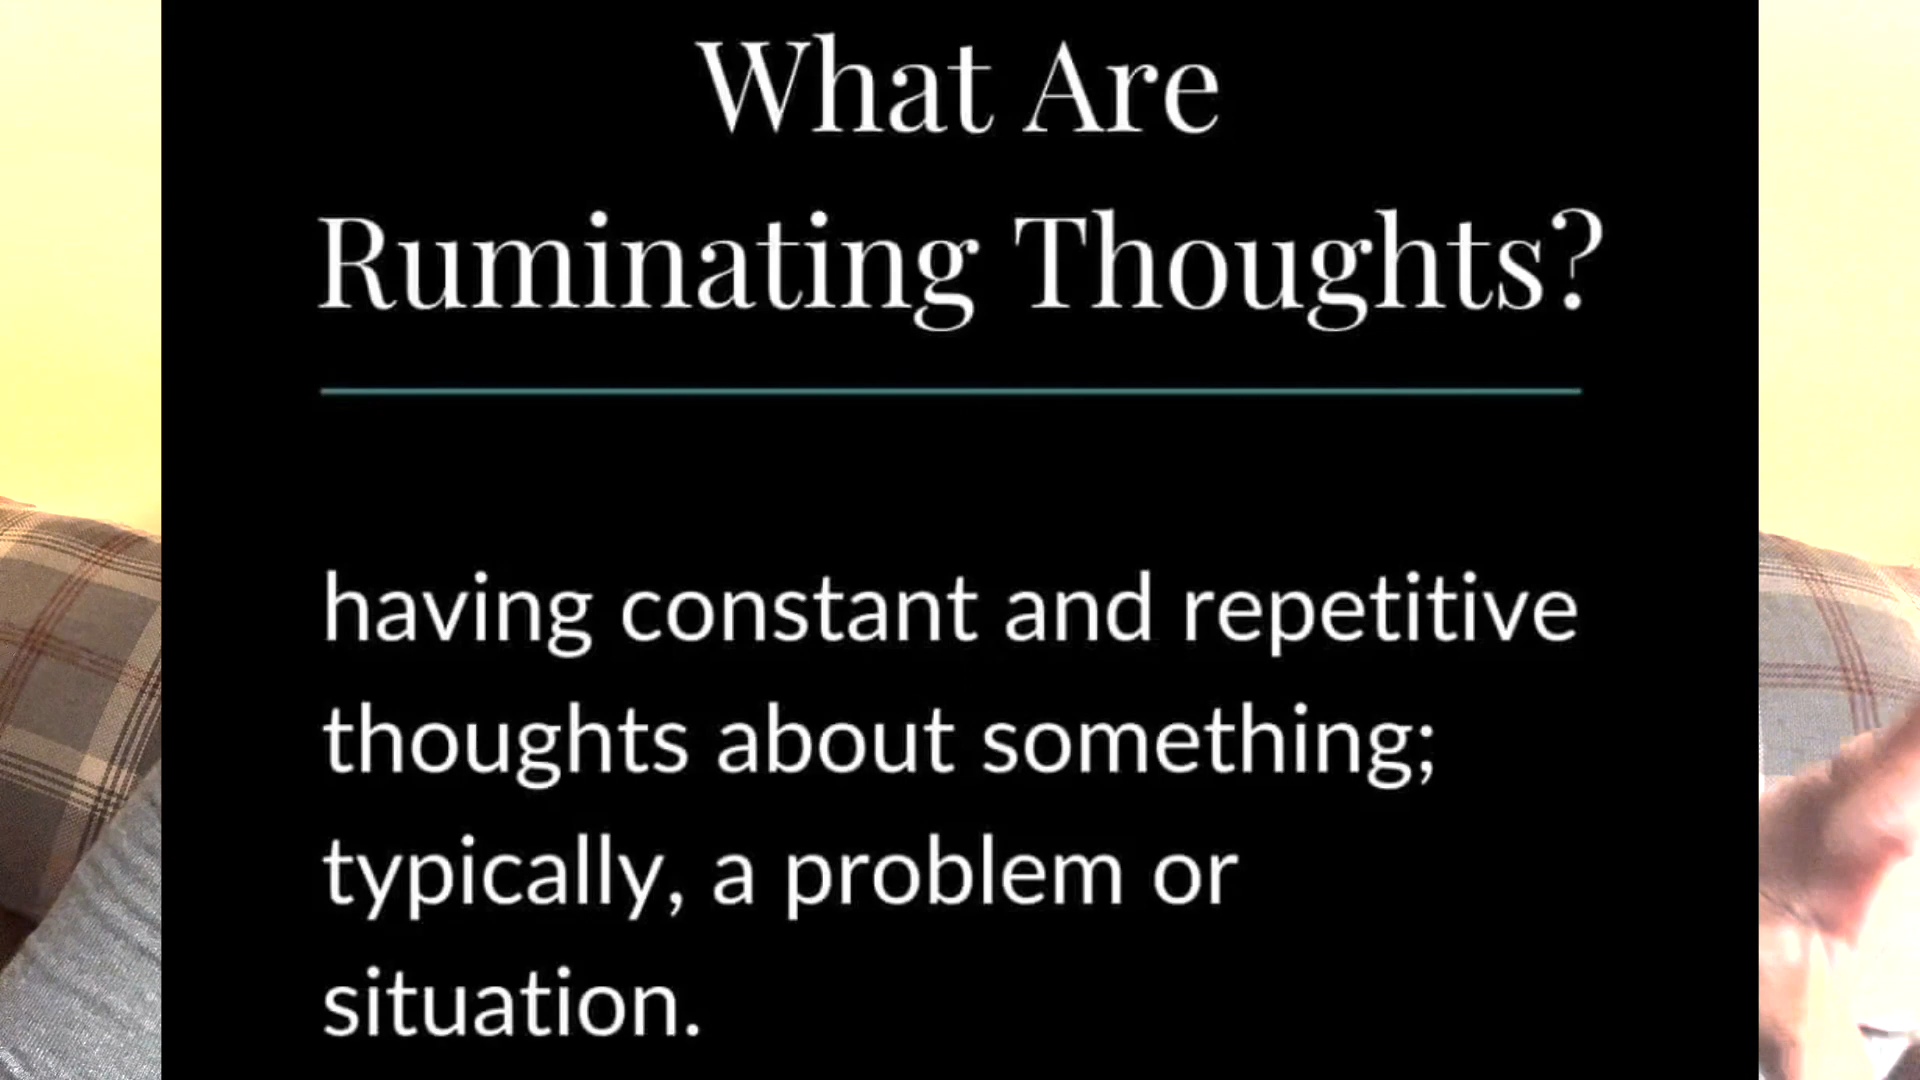 What Are
Ruminating Thoughts?
having constant and repetitive
thoughts about something;
typically, a problem or
situation.